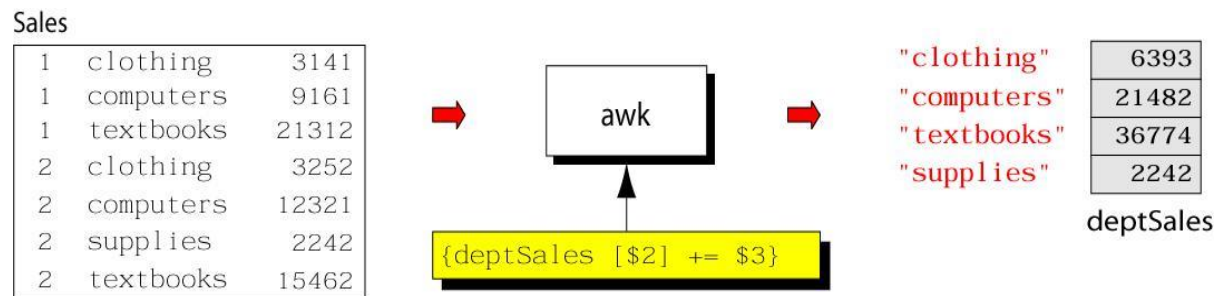 Sales
1 clothing 3141
1 computers 9161
1 textbooks 21312
2 clothing 3252
2 computers 12321
2 supplies 2242
2 textbooks 15462
awk
{deptSales [$2] += $3}
"clothing" 6393
"computers" 21482
"textbooks" 36774
"supplies" 2242
deptSales